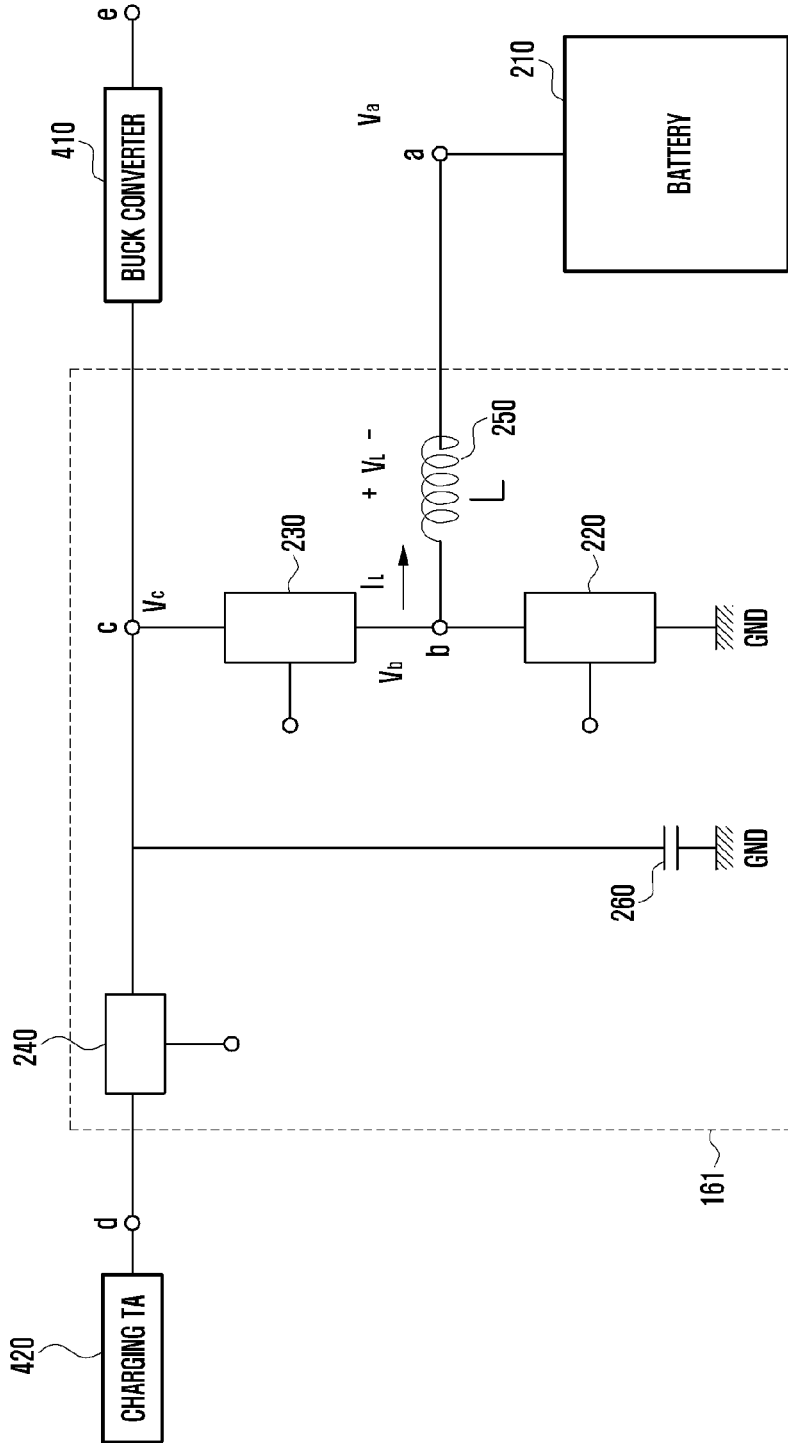 420
CHARGING TA
d
240
161
260
GND
c
Vc
230
Vb
b
IL
+ VL -
L
250
220
GND
410
BUCK CONVERTER
e
Va
a
210
BATTERY